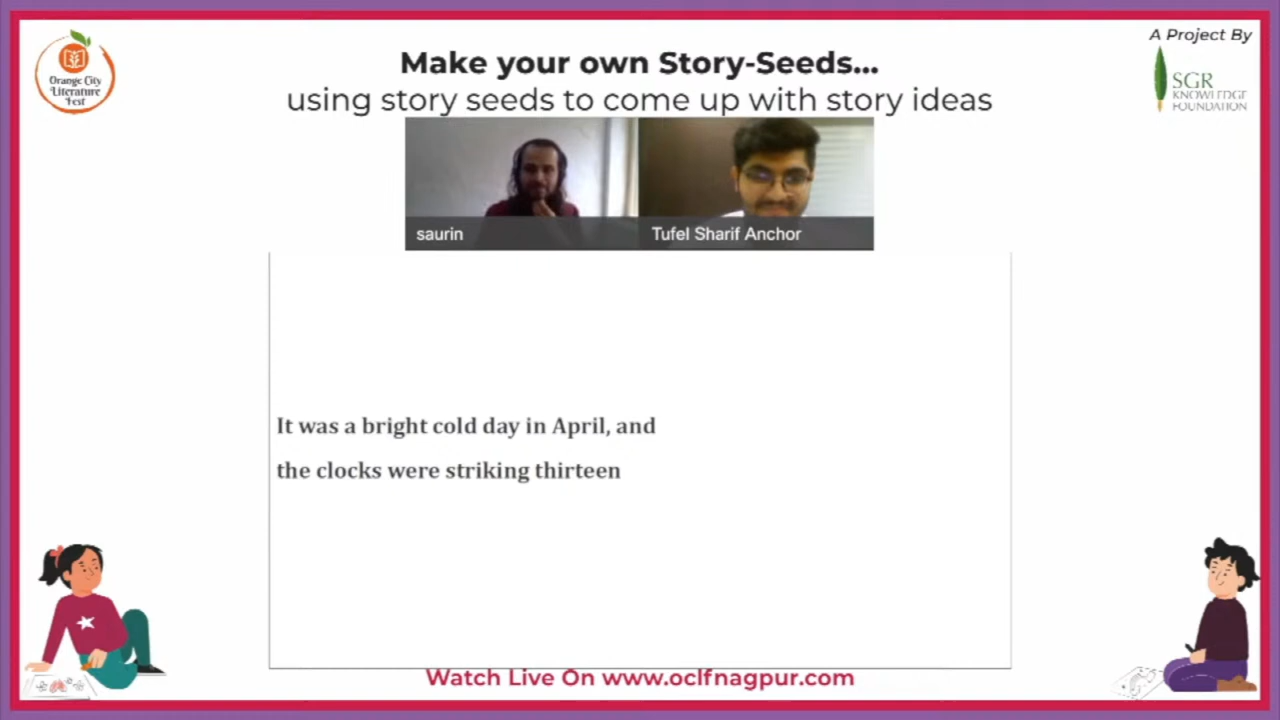 Orange City
Literature
Fest
Make your own Story-Seeds...
using story seeds to come up with story ideas
A Project By
SGR
KNOWLEDGE
FOUNDATION
saurin
Tufel Sharif Anchor
It was a bright cold day in April, and
the clocks were striking thirteen
Watch Live On www.oclfnagpur.com